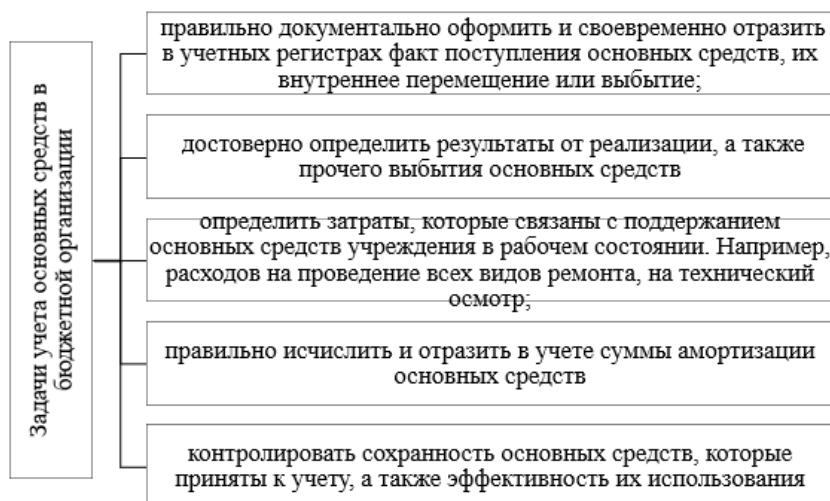 Задачи учета основных средств в
бюджетной организации
правильно документально оформить и своевременно отразить
в учетных регистрах факт поступления основных средств, их
внутреннее перемещение или выбытие;
достоверно определить результаты от реализации, а также
прочего выбытия основных средств
определить затраты, которые связаны с поддержанием
основных средств учреждения в рабочем состоянии. Например,
расходов на проведение всех видов ремонта, на технический
осмотр;
правильно исчислить и отразить в учете суммы амортизации
основных средств
контролировать сохранность основных средств, которые
приняты к учету, а также эффективность их использования